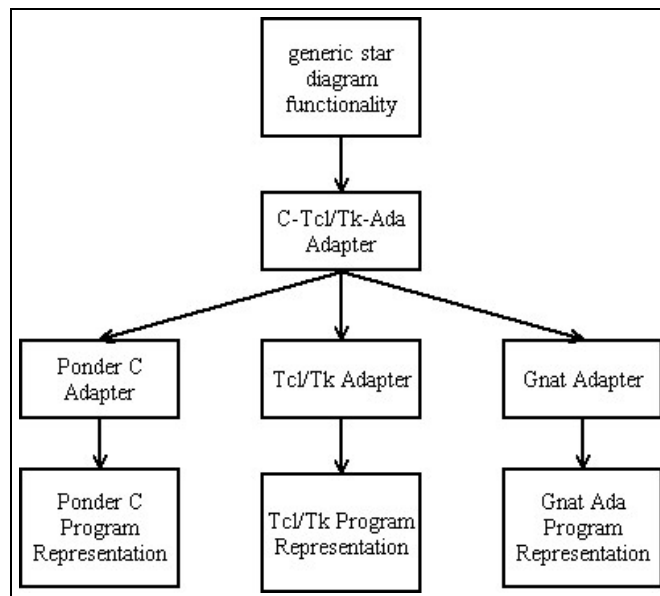 generic star
diagram
functionality
C-Tcl/Tk-Ada
Adapter
Ponder C
Adapter
Tcl/Tk Adapter
Gnat Adapter
Ponder C
Program
Representation
Tcl/Tk Program
Representation
Gnat Ada
Program
Representation